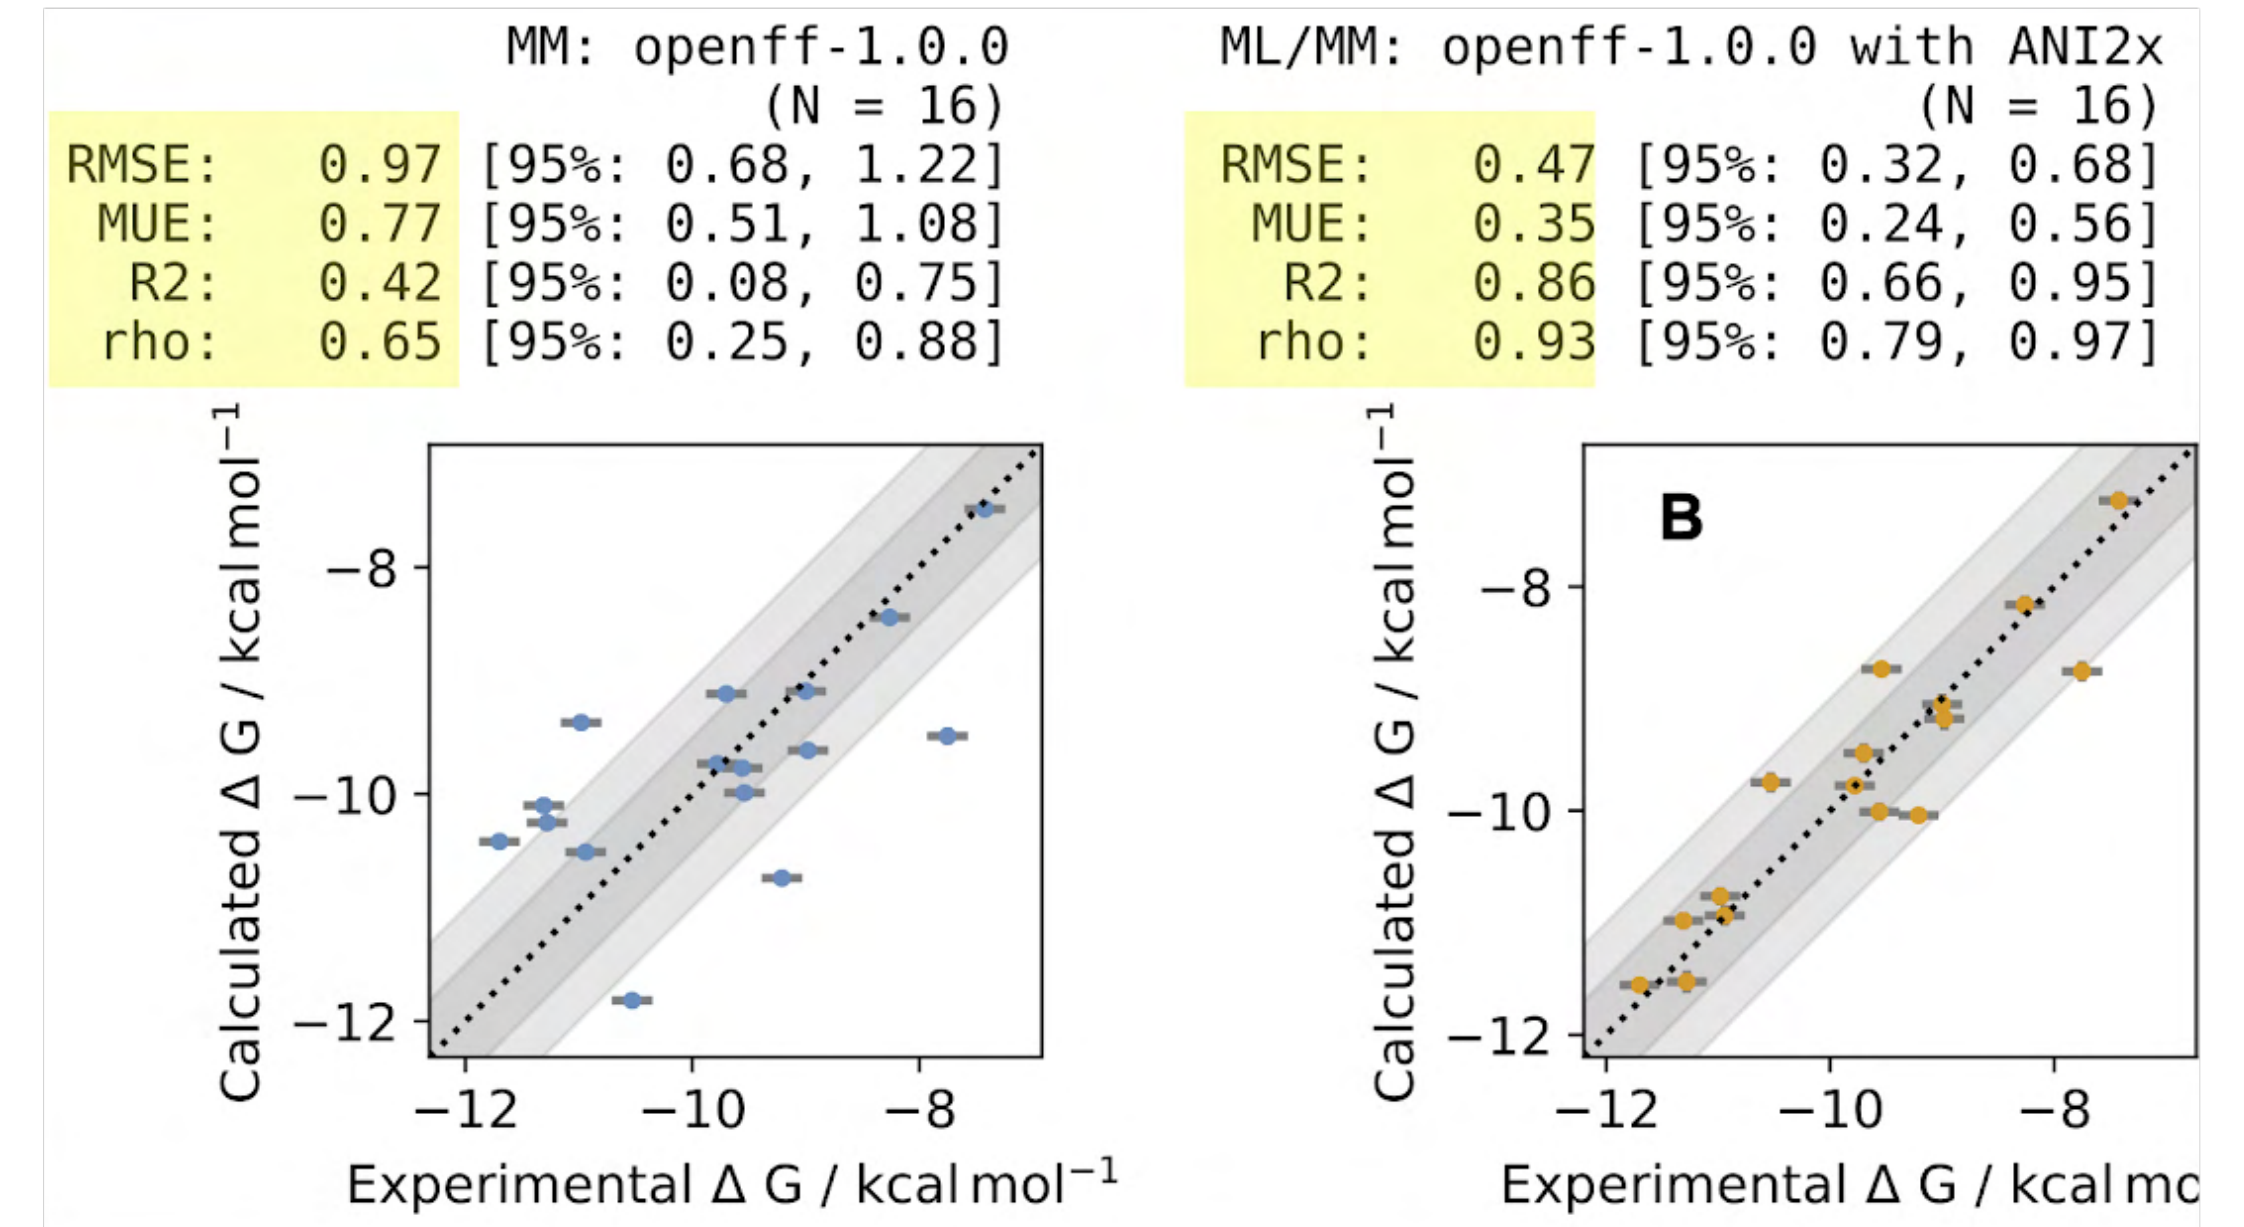 MM: openff-1.0.0
(N = 16)
RMSE: 0.97 [95%: 0.68, 1.22]
MUE: 0.77 [95%: 0.51, 1.08]
R2: 0.42 [95%: 0.08, 0.75]
rho: 0.65 [95%: 0.25, 0.88]
Calculated Δ G / kcal mol⁻¹
−8
−10
−12
−12 −10 −8
Experimental Δ G / kcal mol⁻¹
ML/MM: openff-1.0.0 with ANI2x
(N = 16)
RMSE: 0.47 [95%: 0.32, 0.68]
MUE: 0.35 [95%: 0.24, 0.56]
R2: 0.86 [95%: 0.66, 0.95]
rho: 0.93 [95%: 0.79, 0.97]
Calculated Δ G / kcal mol⁻¹
B
−8
−10
−12
−12 −10 −8
Experimental Δ G / kcal mo